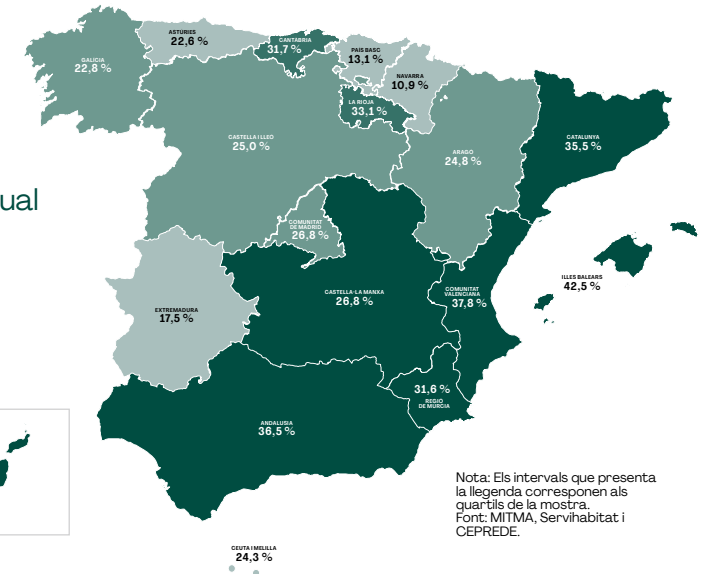 ASTÚRIES
22,6 %
CANTÀBRIA
31,7 %
PAÍS BASC
13,1 %
GALÍCIA
22,8 %
NAVARRA
10,9 %
LA RIOJA
33,1 %
CASTELLA I LLEÓ
25,0 %
ARAGÓ
24,8 %
CATALUNYA
35,5 %
ual
COMUNITAT
DE MADRID
26,8 %
ILLES BALEARS
42,5 %
CASTELLA-LA MANXA
26,8 %
COMUNITAT
VALENCIANA
37,8 %
EXTREMADURA
17,5 %
31,6 %
REGIÓ
DE MÚRCIA
ANDALUSIA
36,5 %
Nota: Els intervals que presenta
la llegenda corresponen als
quartils de la mostra.
Font: MITMA, Servihabitat i
CEPREDE.
CEUTA I MELILLA
24,3 %